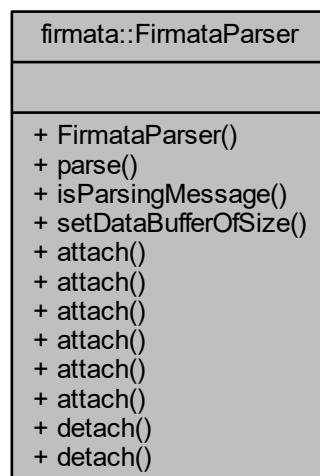 firmata::FirmataParser
+ FirmataParser()
+ parse()
+ isParsingMessage()
+ setDataBufferOfSize()
+ attach()
+ attach()
+ attach()
+ attach()
+ attach()
+ attach()
+ detach()
+ detach()